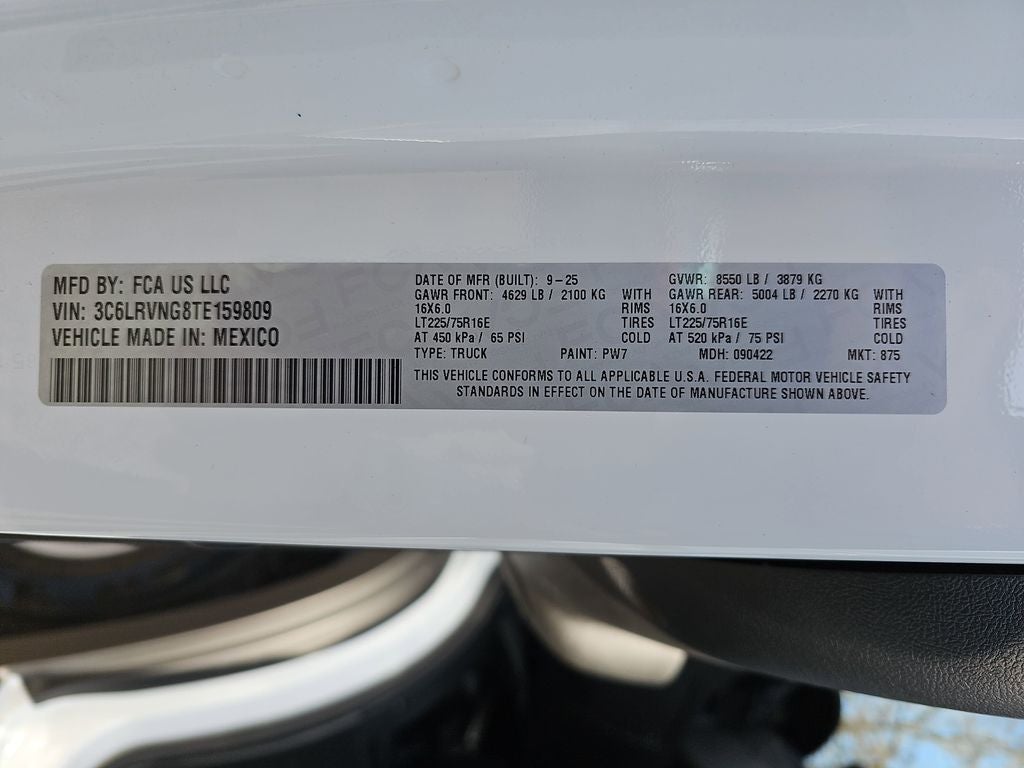 MFD BY: FCA US LLC
VIN: 3C6LRVNG8TE159809
VEHICLE MADE IN: MEXICO
DATE OF MFR (BUILT): 9-25
GAWR FRONT: 4629 LB / 2100 KG WITH
16X6.0 RIMS
LT225/75R16E TIRES
AT 450 kPa / 65 PSI COLD
GVWR: 8550 LB / 3879 KG
GAWR REAR: 5004 LB / 2270 KG WITH
16X6.0 RIMS
LT225/75R16E TIRES
AT 520 kPa / 75 PSI COLD
TYPE: TRUCK PAINT: PW7 MDH: 090422 MKT: 875
THIS VEHICLE CONFORMS TO ALL APPLICABLE U.S.A. FEDERAL MOTOR VEHICLE SAFETY
STANDARDS IN EFFECT ON THE DATE OF MANUFACTURE SHOWN ABOVE.